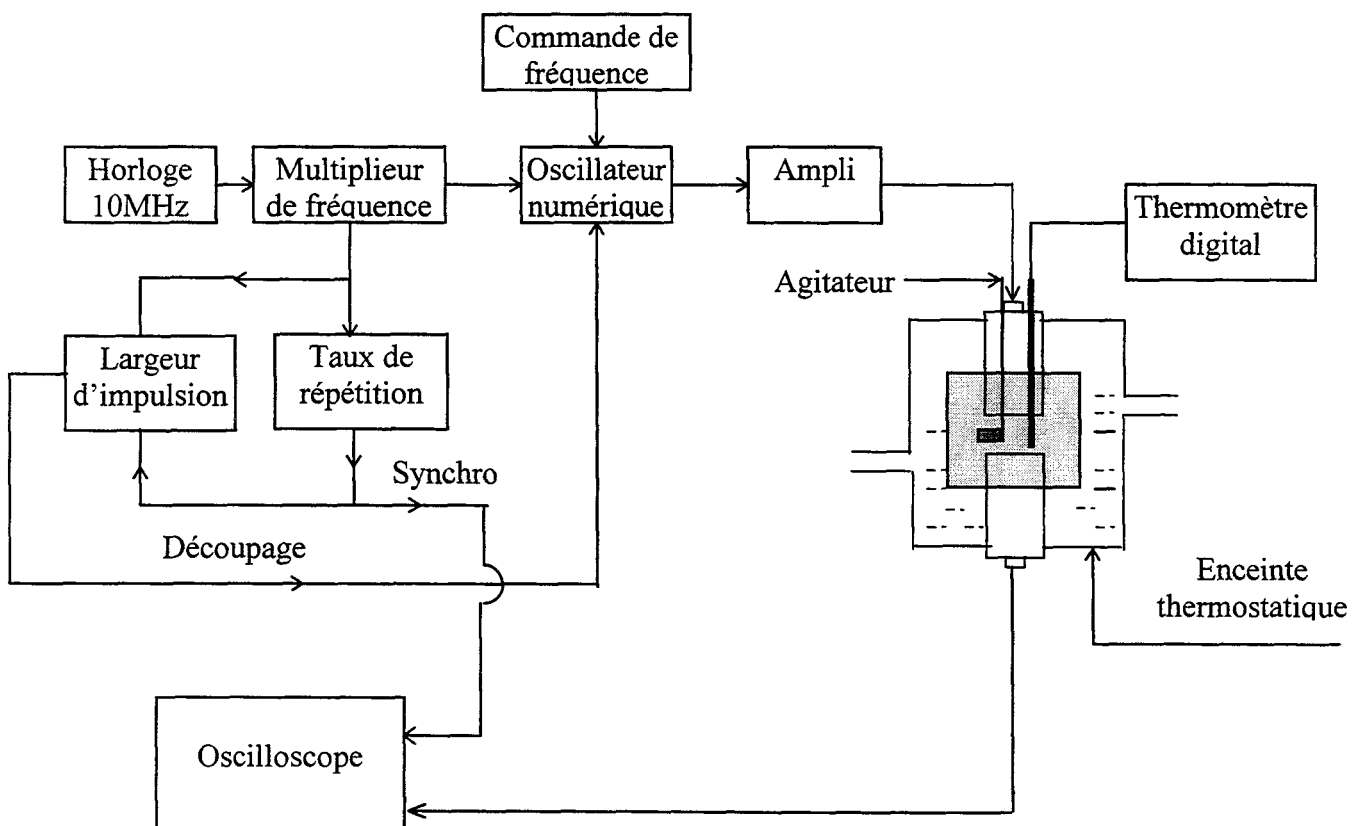 Commande de
fréquence
Horloge
10MHz
Multiplieur
de fréquence
Oscillateur
numérique
Ampli
Thermomètre
digital
Agitateur
Largeur
d'impulsion
Taux de
répétition
Synchro
Découpage
Enceinte
thermostatique
Oscilloscope